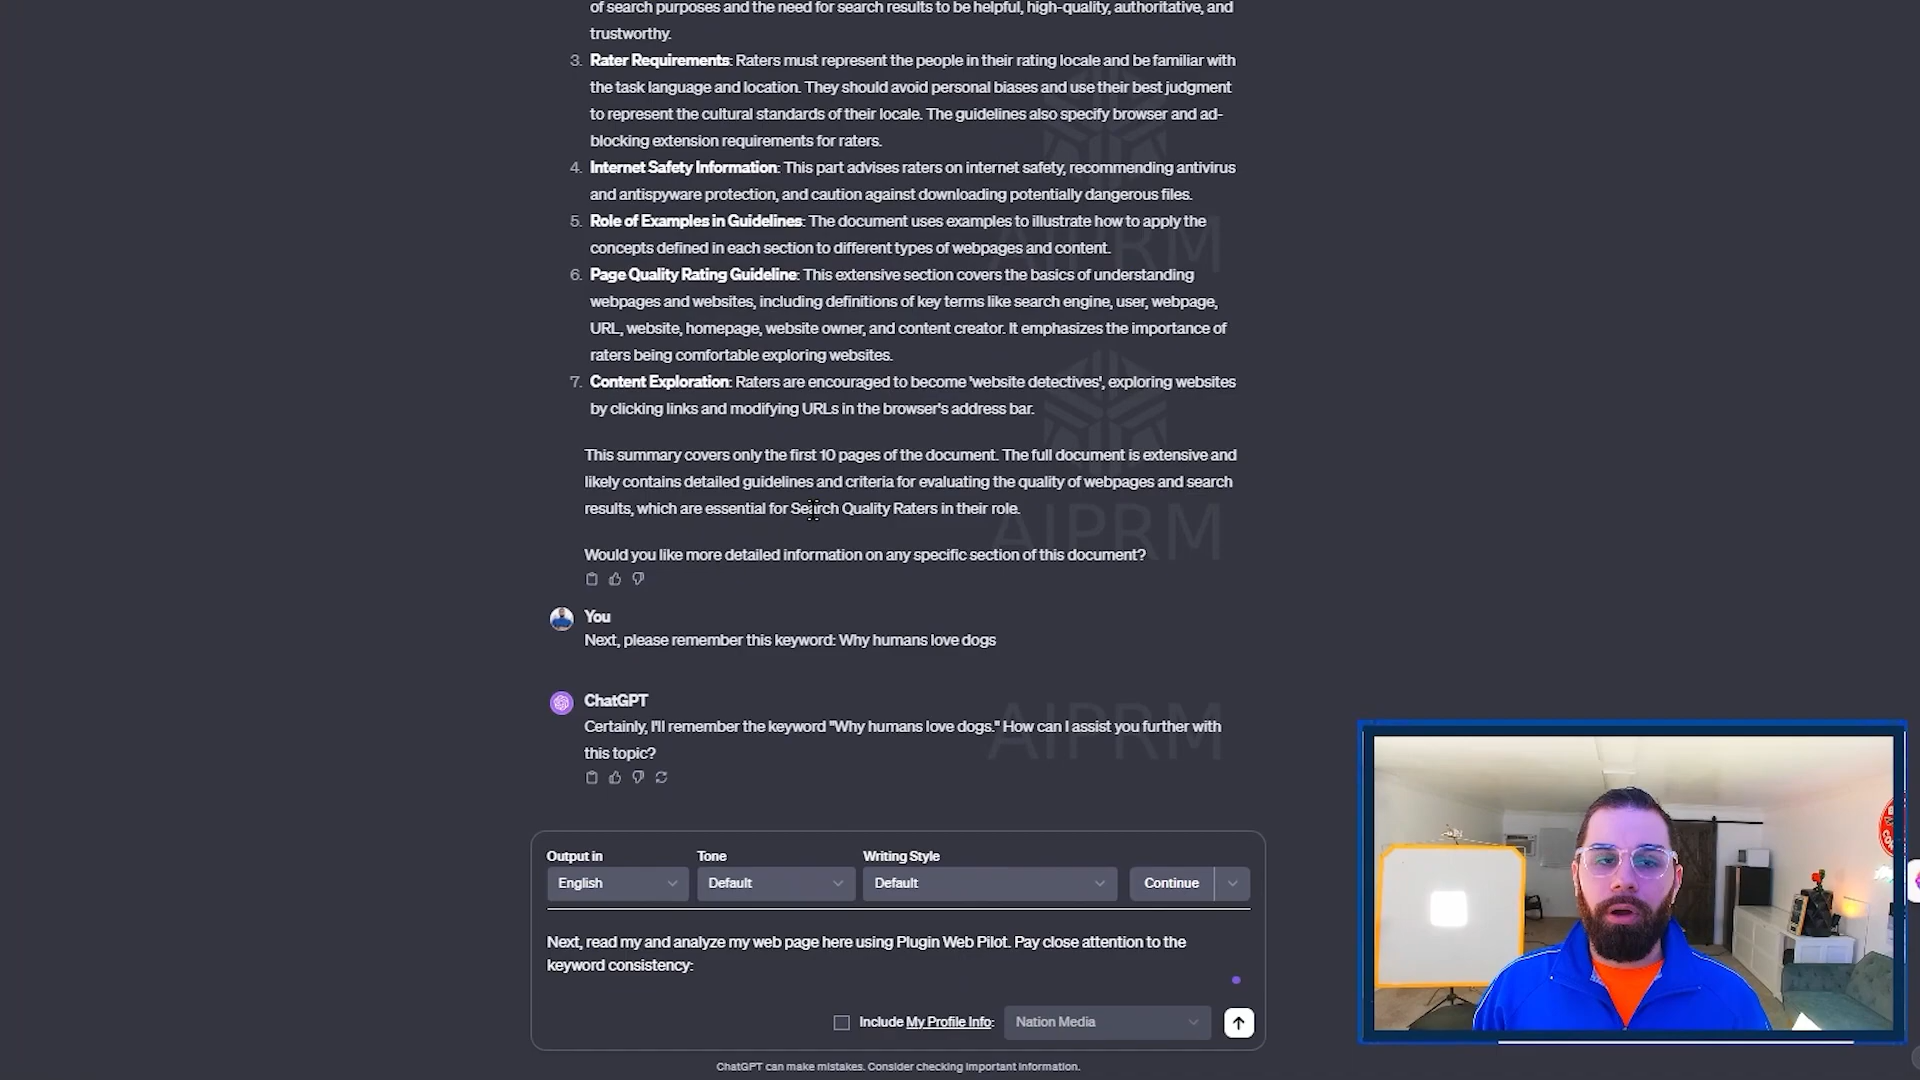 of search purposes and the need for search results to be helpful, high-quality, authoritative, and
trustworthy.
3. Rater Requirements: Raters must represent the people in their rating locale and be familiar with
the task language and location. They should avoid personal biases and use their best judgment
to represent the cultural standards of their locale. The guidelines also specify browser and ad-
blocking extension requirements for raters.
4. Internet Safety Information: This part advises raters on internet safety, recommending antivirus
and antispyware protection, and caution against downloading potentially dangerous files.
5. Role of Examples in Guidelines: The document uses examples to illustrate how to apply the
concepts defined in each section to different types of webpages and content.
6. Page Quality Rating Guideline: This extensive section covers the basics of understanding
webpages and websites, including definitions of key terms like search engine, user, webpage,
URL, website, homepage, website owner, and content creator. It emphasizes the importance of
raters being comfortable exploring websites.
7. Content Exploration: Raters are encouraged to become 'website detectives', exploring websites
by clicking links and modifying URLs in the browser's address bar.
This summary covers only the first 10 pages of the document. The full document is extensive and
likely contains detailed guidelines and criteria for evaluating the quality of webpages and search
results, which are essential for Search Quality Raters in their role.
Would you like more detailed information on any specific section of this document?
You
Next, please remember this keyword: Why humans love dogs
ChatGPT
Certainly, I'll remember the keyword "Why humans love dogs." How can I assist you further with
this topic?
AIPRM
AIPRM
AIPRM
Output in Tone Writing Style
English Default Default Continue
Next, read my and analyze my web page here using Plugin Web Pilot. Pay close attention to the
keyword consistency:
Include My Profile Info: Nation Media
ChatGPT can make mistakes. Consider checking important information.